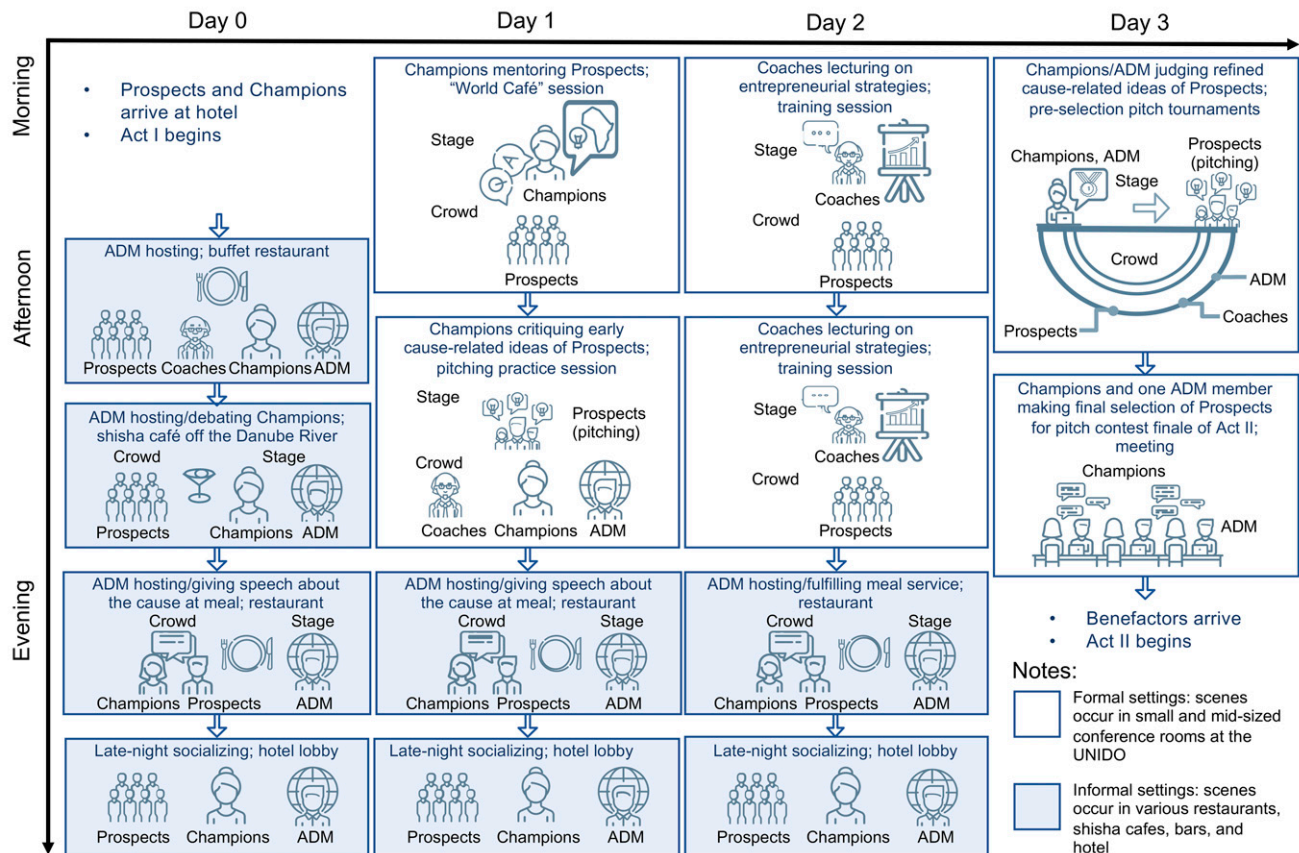 Day 0
Day 1
Day 2
Day 3
Morning
Afternoon
Evening
• Prospects and Champions
arrive at hotel
• Act I begins
ADM hosting; buffet restaurant
Prospects Coaches Champions ADM
ADM hosting/debating Champions;
shisha café off the Danube River
Crowd
Stage
Prospects
Champions
ADM
ADM hosting/giving speech about
the cause at meal; restaurant
Crowd
Stage
Champions Prospects
ADM
Late-night socializing; hotel lobby
Prospects
Champions
ADM
Champions mentoring Prospects;
“World Café” session
Stage
Q
A
Champions
Crowd
Prospects
Champions critiquing early
cause-related ideas of Prospects;
pitching practice session
Stage
Prospects
(pitching)
Crowd
Coaches
Champions
ADM
ADM hosting/giving speech about
the cause at meal; restaurant
Crowd
Stage
Champions Prospects
ADM
Late-night socializing; hotel lobby
Prospects
Champions
ADM
Coaches lecturing on
entrepreneurial strategies;
training session
Stage
Coaches
Crowd
Prospects
Coaches lecturing on
entrepreneurial strategies;
training session
Stage
Coaches
Crowd
Prospects
ADM hosting/fulfilling meal service;
restaurant
Crowd
Stage
Champions Prospects
ADM
Late-night socializing; hotel lobby
Prospects
Champions
ADM
Champions/ADM judging refined
cause-related ideas of Prospects;
pre-selection pitch tournaments
Champions, ADM
Stage
Prospects
(pitching)
Crowd
ADM
Coaches
Prospects
Champions and one ADM member
making final selection of Prospects
for pitch contest finale of Act II;
meeting
Champions
ADM
• Benefactors arrive
• Act II begins
Notes:
Formal settings: scenes
occur in small and mid-sized
conference rooms at the
UNIDO
Informal settings: scenes
occur in various restaurants,
shisha cafes, bars, and
hotel